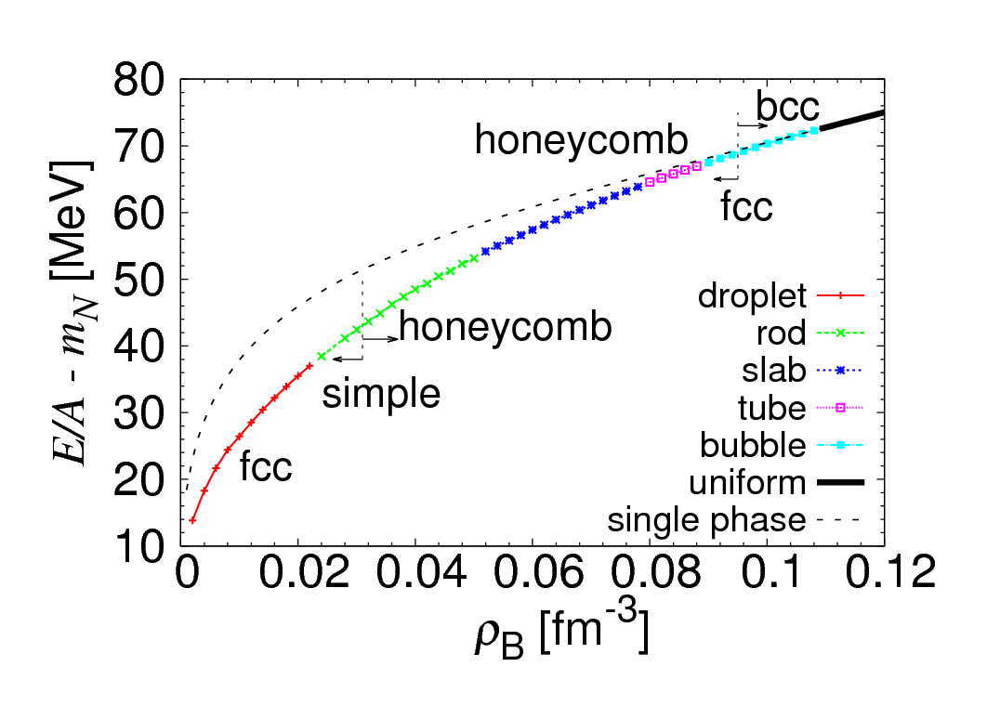 80
70
60
50
40
30
20
10
E/A - m_N [MeV]
bcc
honeycomb
fcc
honeycomb
simple
fcc
droplet
rod
slab
tube
bubble
uniform
single phase
0 0.02 0.04 0.06 0.08 0.1 0.12
ρ_B [fm⁻³]